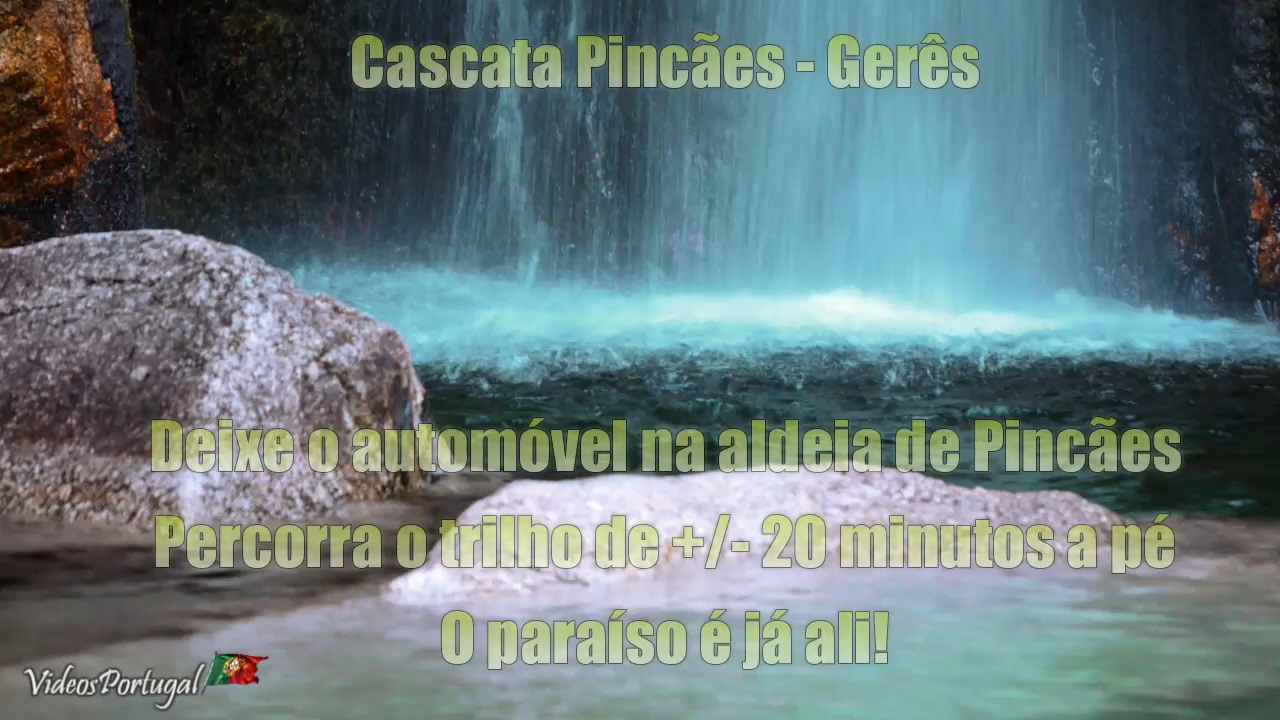 Cascata Pincães - Gerês
Deixe o automóvel na aldeia de Pincães
Percorra o trilho de +/- 20 minutos a pé
O paraíso é já ali!
VideosPortugal